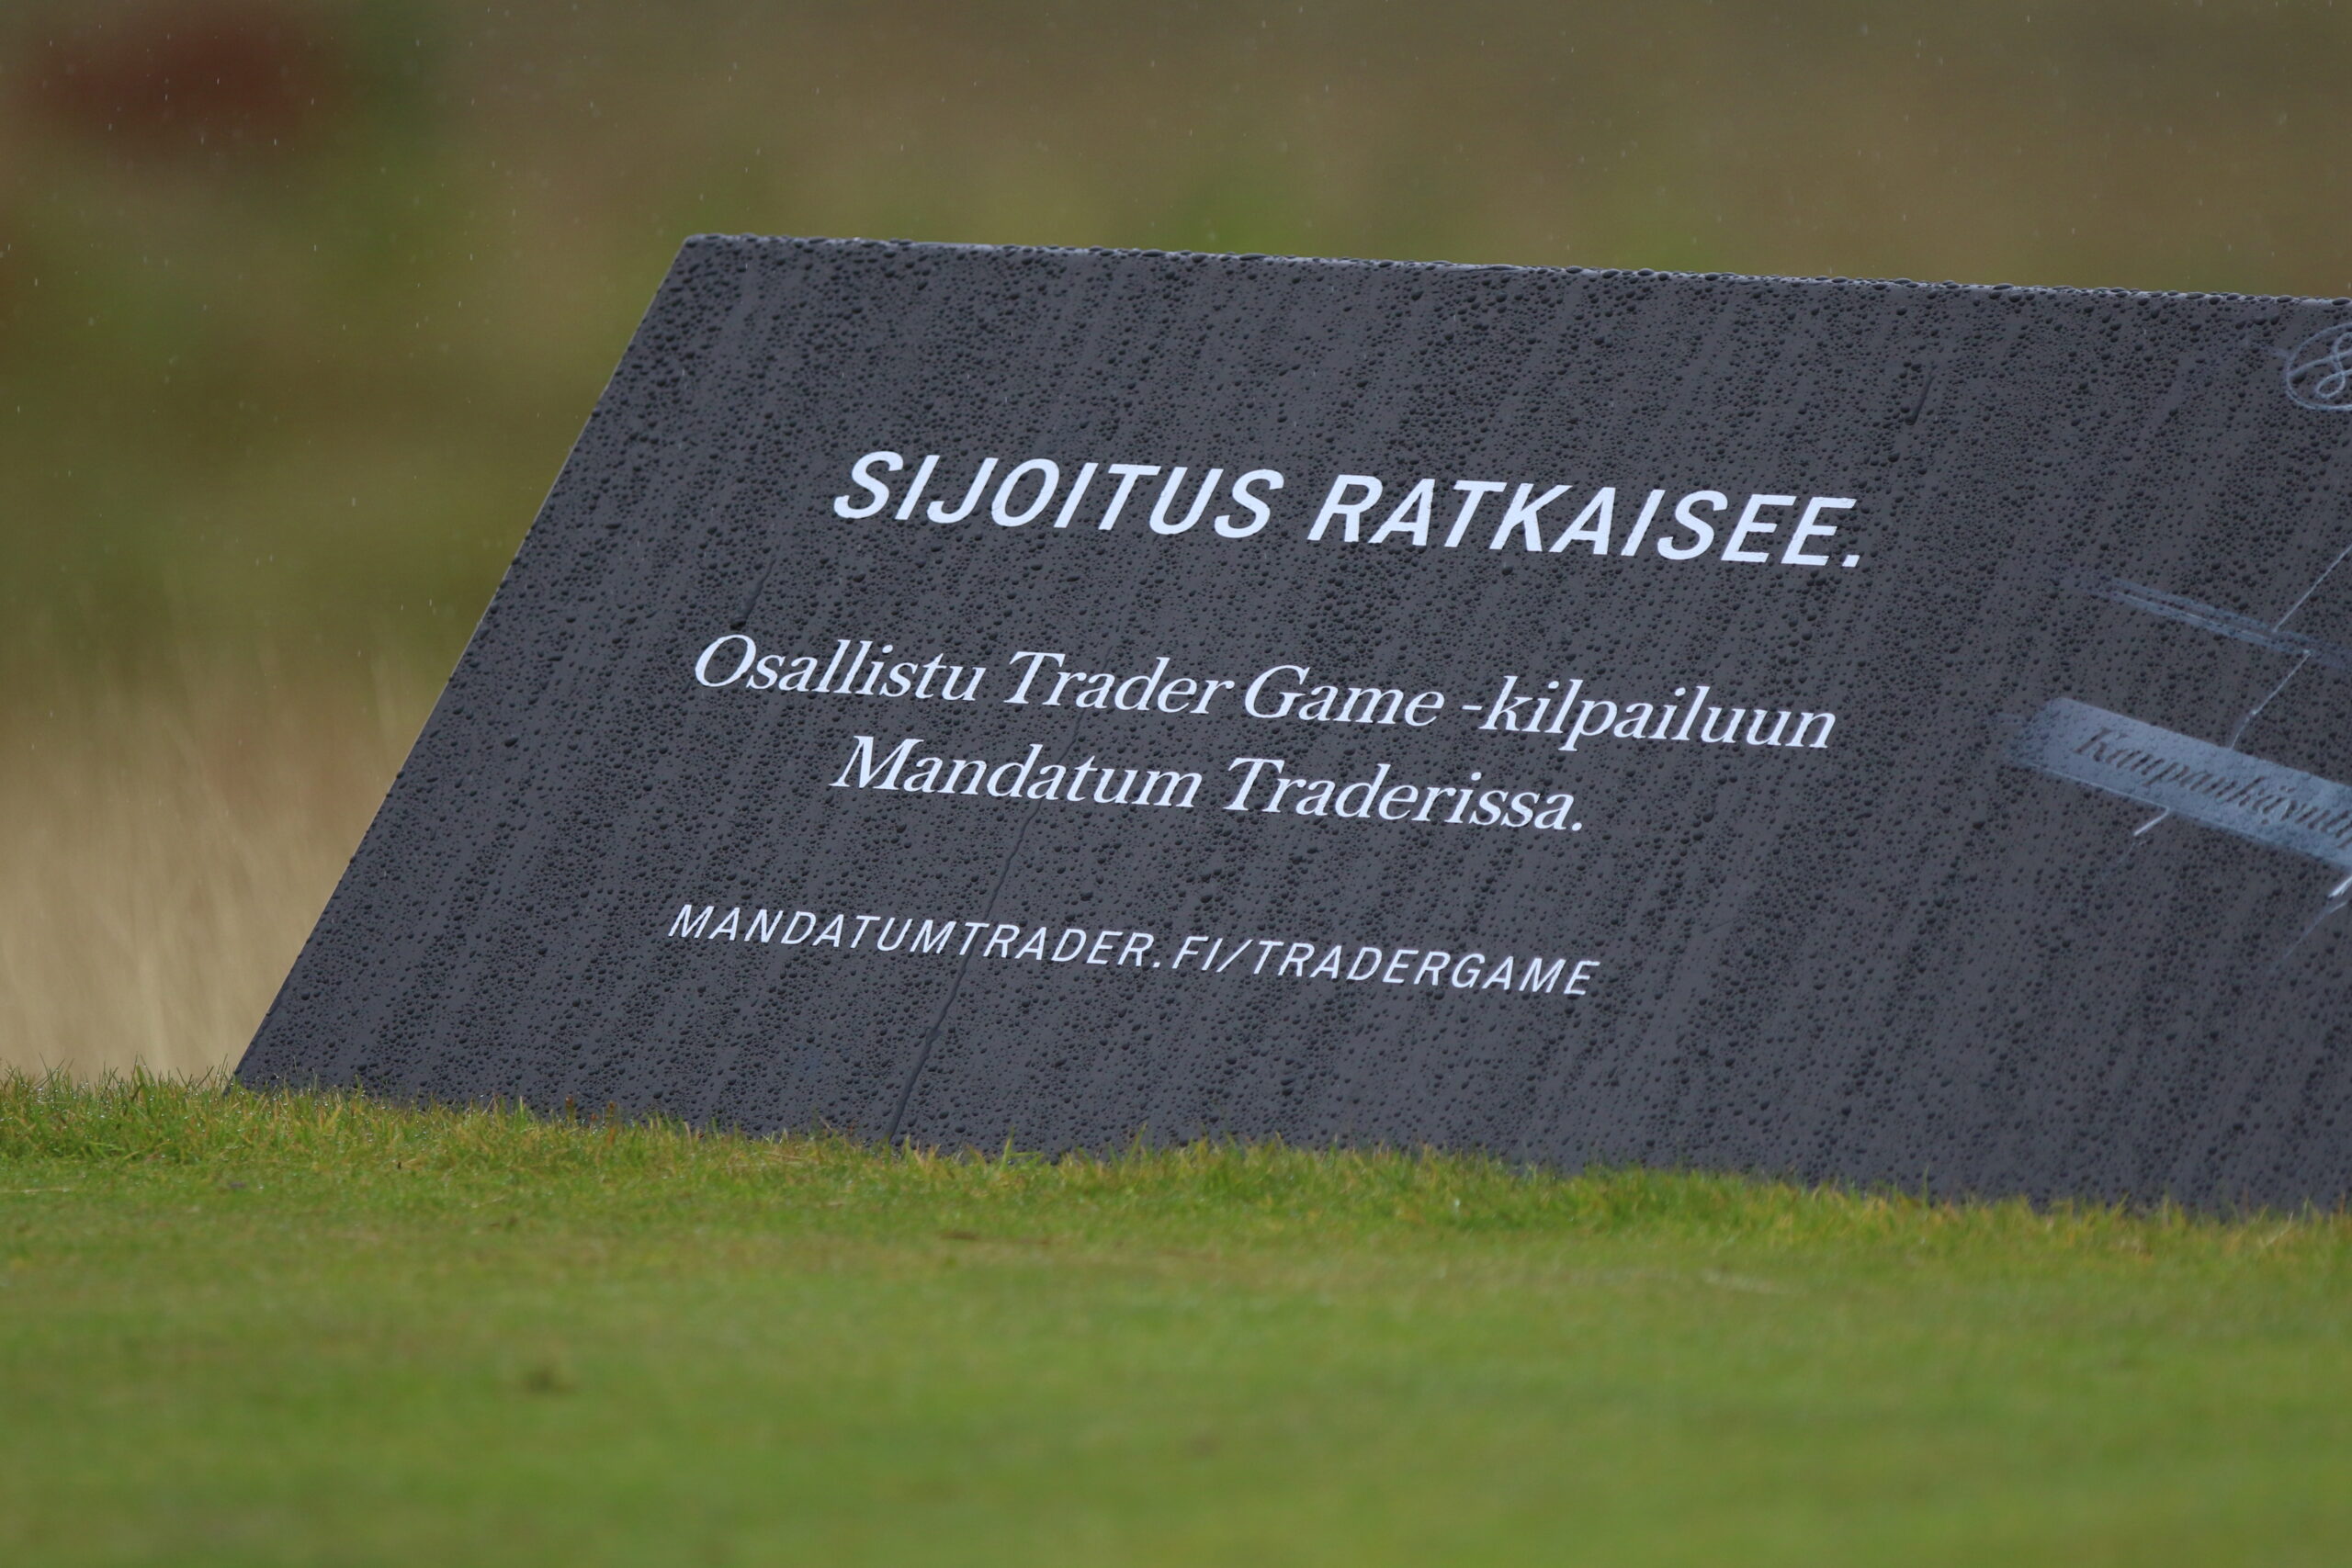 SIJOITUS RATKAISEE.
Osallistu Trader Game -kilpailuun
Mandatum Traderissa.
MANDATUMTRADER.FI/TRADERGAME